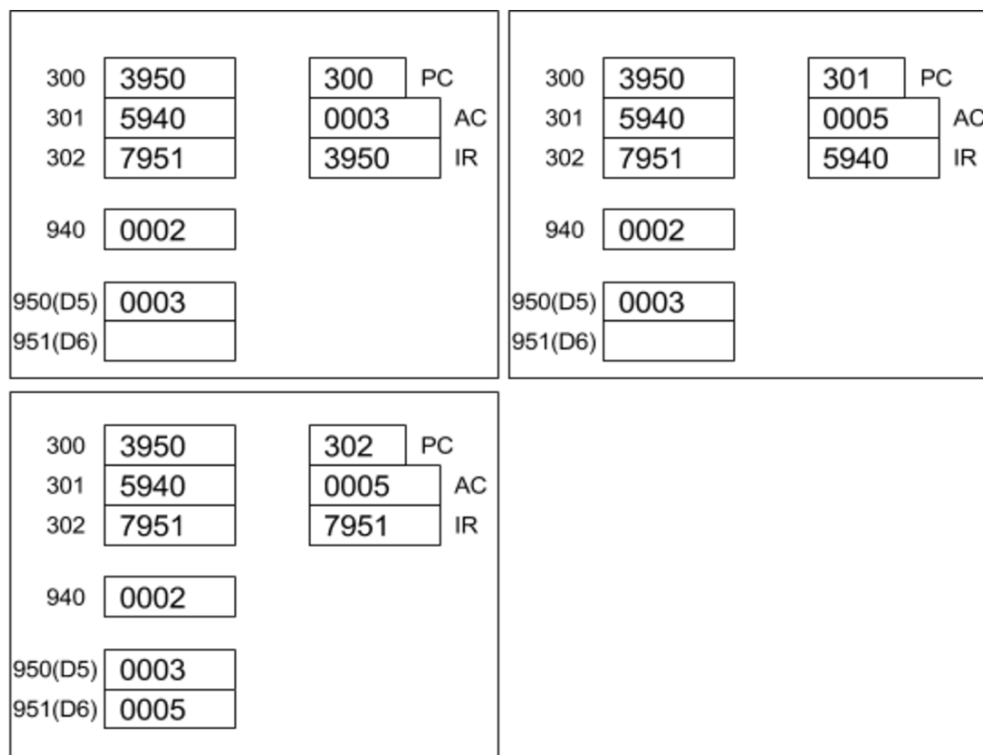 300 3950 300 PC
301 5940 0003 AC
302 7951 3950 IR
940 0002
950(D5) 0003
951(D6)
300 3950 301 PC
301 5940 0005 AC
302 7951 5940 IR
940 0002
950(D5) 0003
951(D6)
300 3950 302 PC
301 5940 0005 AC
302 7951 7951 IR
940 0002
950(D5) 0003
951(D6) 0005